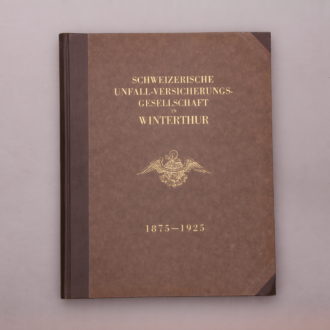 SCHWEIZERISCHE
UNFALL-VERSICHERUNGS-
GESELLSCHAFT
IN
WINTERTHUR
1875—1925